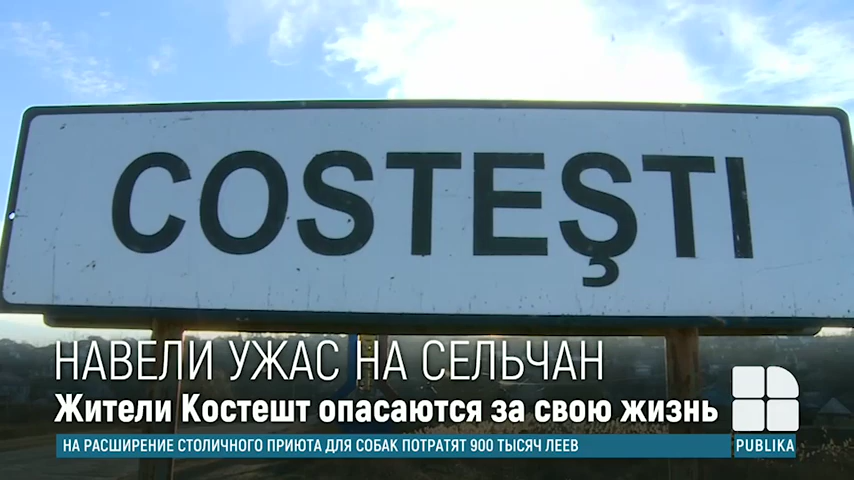 COSTEŞTI
НАВЕЛИ УЖАС НА СЕЛЬЧАН
Жители Костешт опасаются за свою жизнь
НА РАСШИРЕНИЕ СТОЛИЧНОГО ПРИЮТА ДЛЯ СОБАК ПОТРАТЯТ 900 ТЫСЯЧ ЛЕЕВ
PUBLIKA